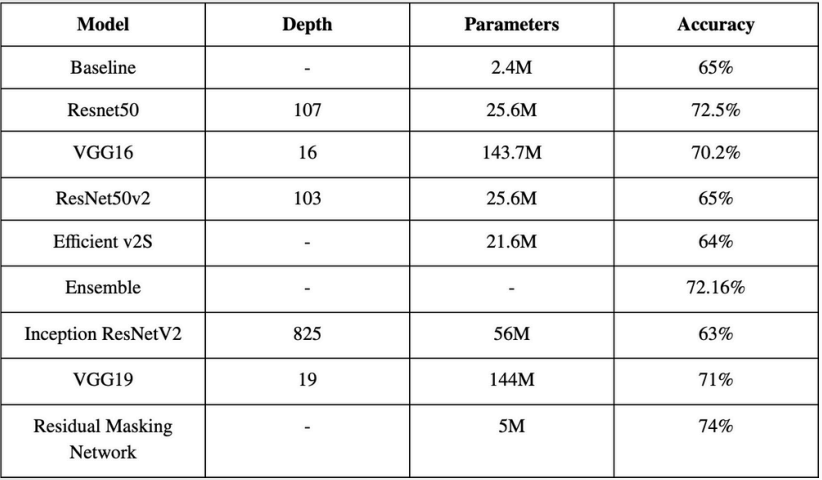 Model Depth Parameters Accuracy
Baseline - 2.4M 65%
Resnet50 107 25.6M 72.5%
VGG16 16 143.7M 70.2%
ResNet50v2 103 25.6M 65%
Efficient v2S - 21.6M 64%
Ensemble - - 72.16%
Inception ResNetV2 825 56M 63%
VGG19 19 144M 71%
Residual Masking - 5M 74%
Network